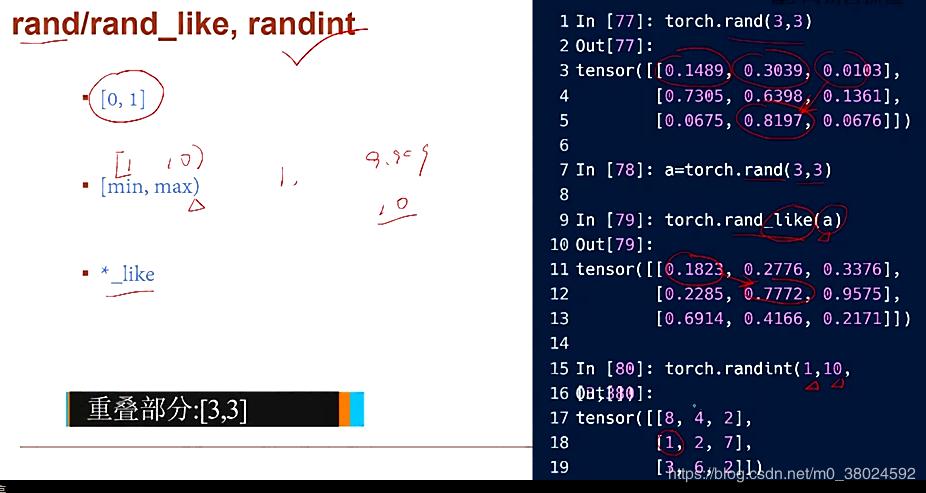 rand/rand_like, randint
[0, 1]
[1 , 10)
1.
[min, max)
10
*_like
重叠部分:[3,3]
1 In [77]: torch.rand(3,3)
2 Out[77]:
3 tensor([[0.1489, 0.3039, 0.0103],
4 [0.7305, 0.6398, 0.1361],
5 [0.0675, 0.8197, 0.0676]])
6
7 In [78]: a=torch.rand(3,3)
8
9 In [79]: torch.rand_like(a)
10 Out[79]:
11 tensor([[0.1823, 0.2776, 0.3376],
12 [0.2285, 0.7772, 0.9575],
13 [0.6914, 0.4166, 0.2171]])
14
15 In [80]: torch.randint(1,10,
16
17 tensor([[8, 4, 2],
18 [1, 2, 7],
19 [3, 6, 2]])
https://blog.csdn.net/m0_38024592